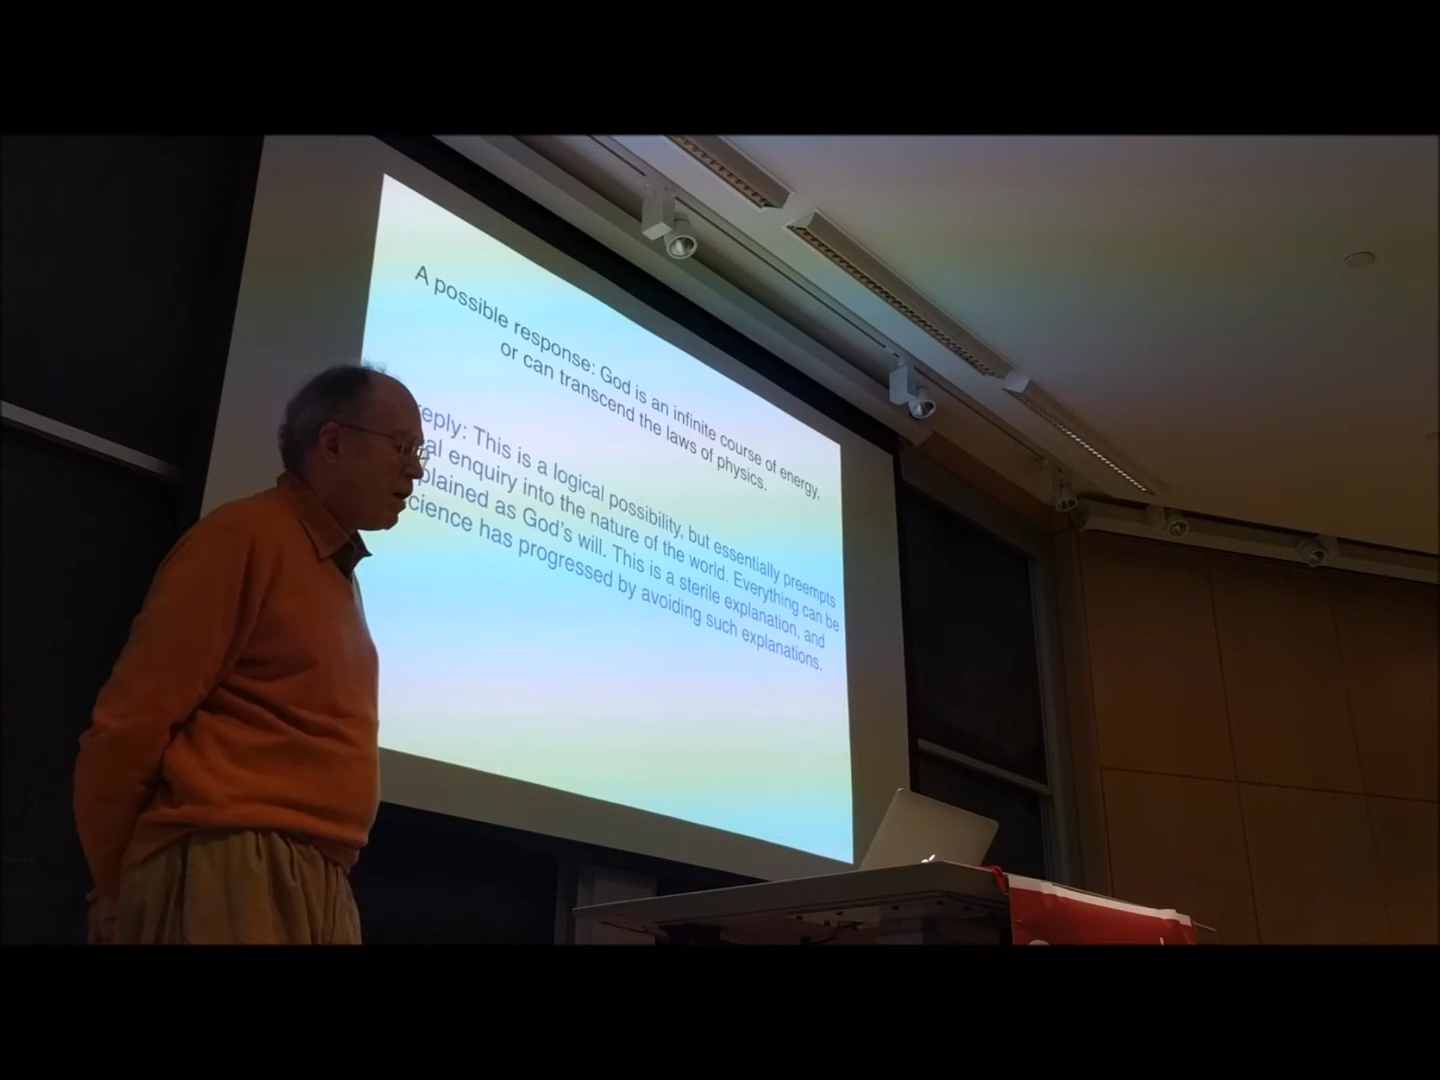 A possible response: God is an infinite course of energy,
or can transcend the laws of physics.
eply: This is a logical possibility, but essentially preempts
al enquiry into the nature of the world. Everything can be
plained as God's will. This is a sterile explanation, and
cience has progressed by avoiding such explanations.